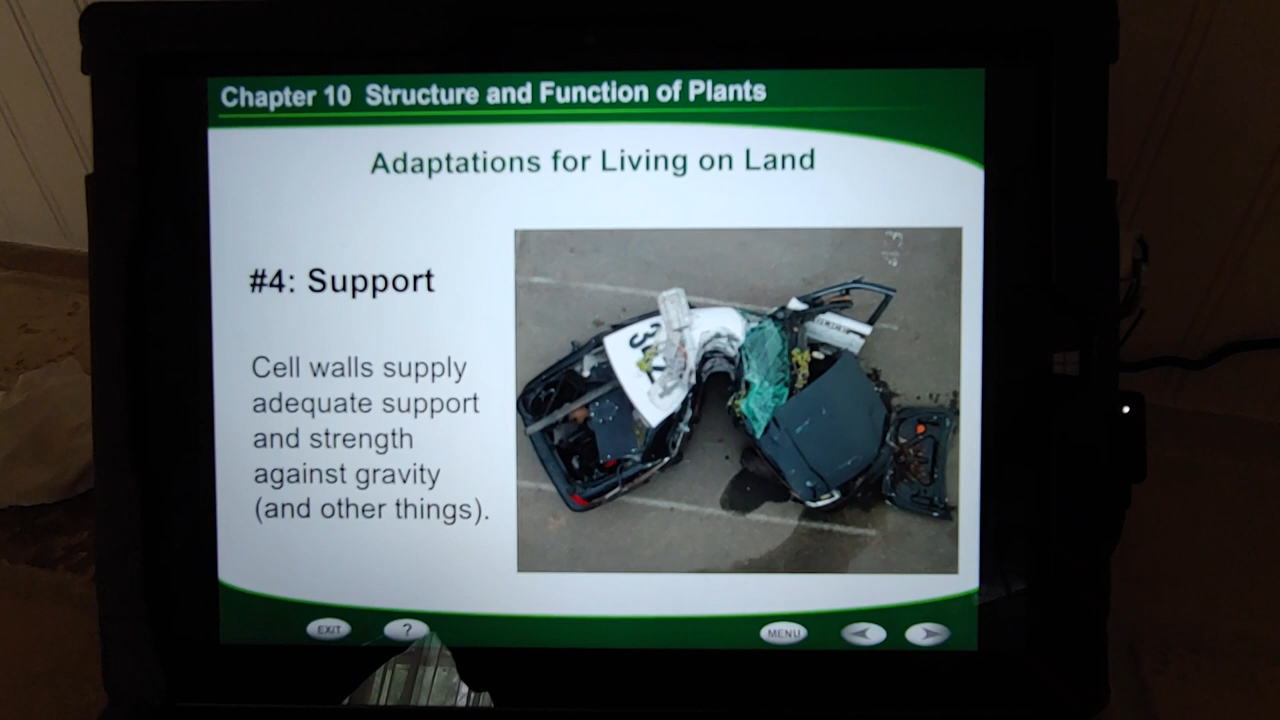 Chapter 10 Structure and Function of Plants
Adaptations for Living on Land
#4: Support
Cell walls supply
adequate support
and strength
against gravity
(and other things).
EXIT
?
MENU